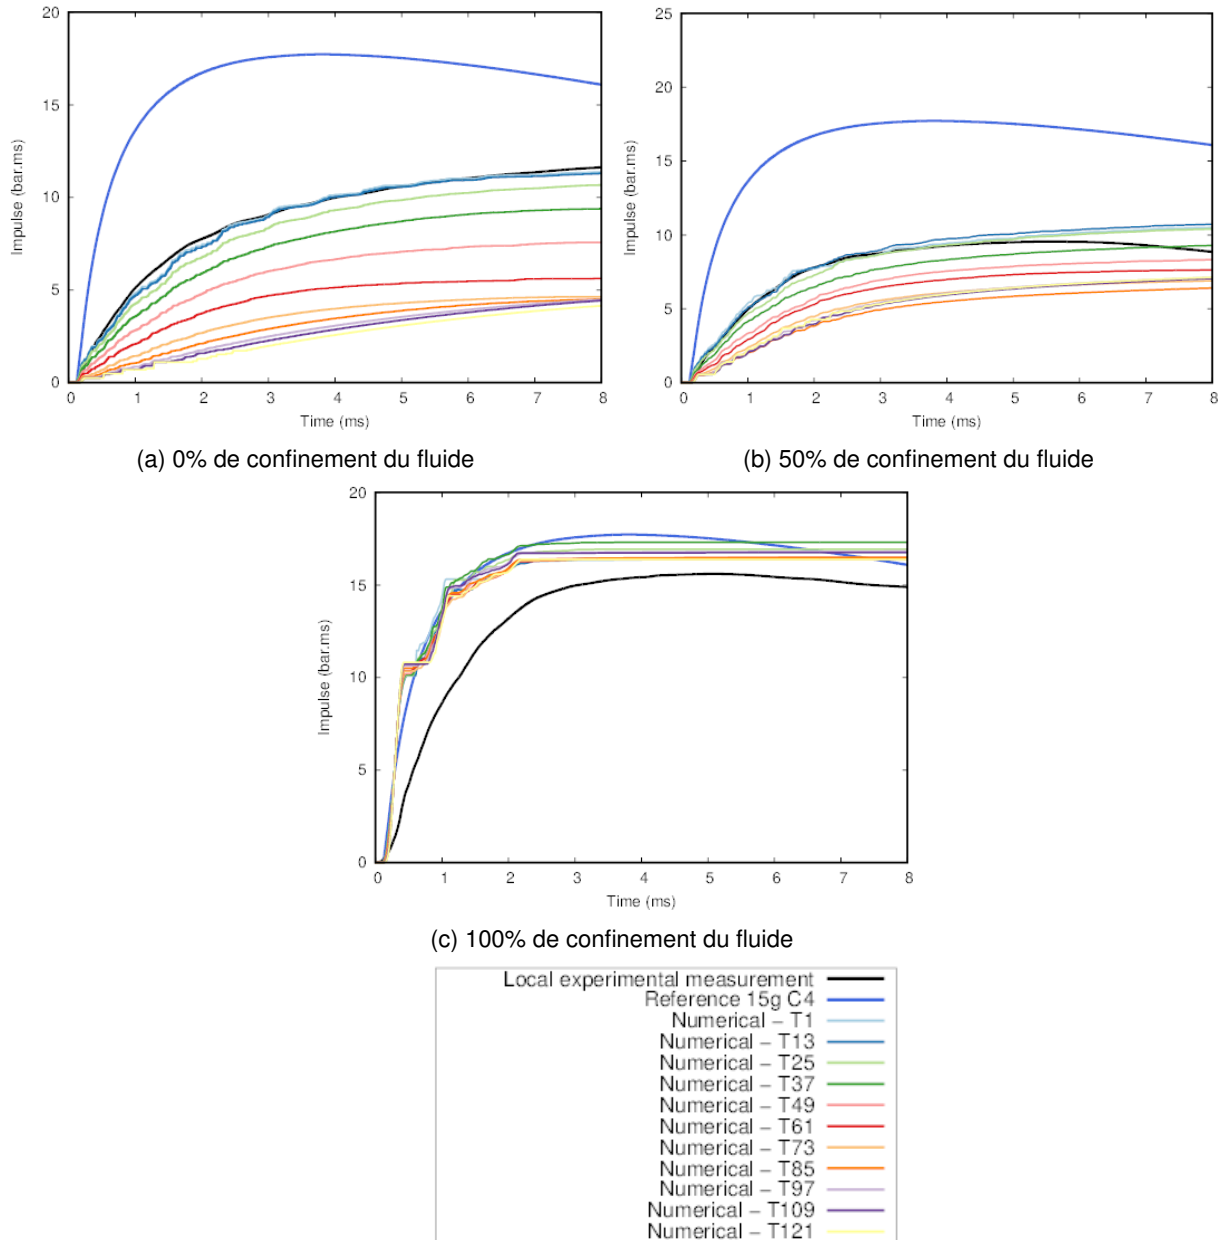 20
15
10
5
0
Impulse (bar.ms)
0 1 2 3 4 5 6 7 8
Time (ms)
(a) 0% de confinement du fluide
25
20
15
10
5
0
Impulse (bar.ms)
0 1 2 3 4 5 6 7 8
Time (ms)
(b) 50% de confinement du fluide
20
15
10
5
0
Impulse (bar.ms)
0 1 2 3 4 5 6 7 8
Time (ms)
(c) 100% de confinement du fluide
Local experimental measurement
Reference 15g C4
Numerical – T1
Numerical – T13
Numerical – T25
Numerical – T37
Numerical – T49
Numerical – T61
Numerical – T73
Numerical – T85
Numerical – T97
Numerical – T109
Numerical – T121